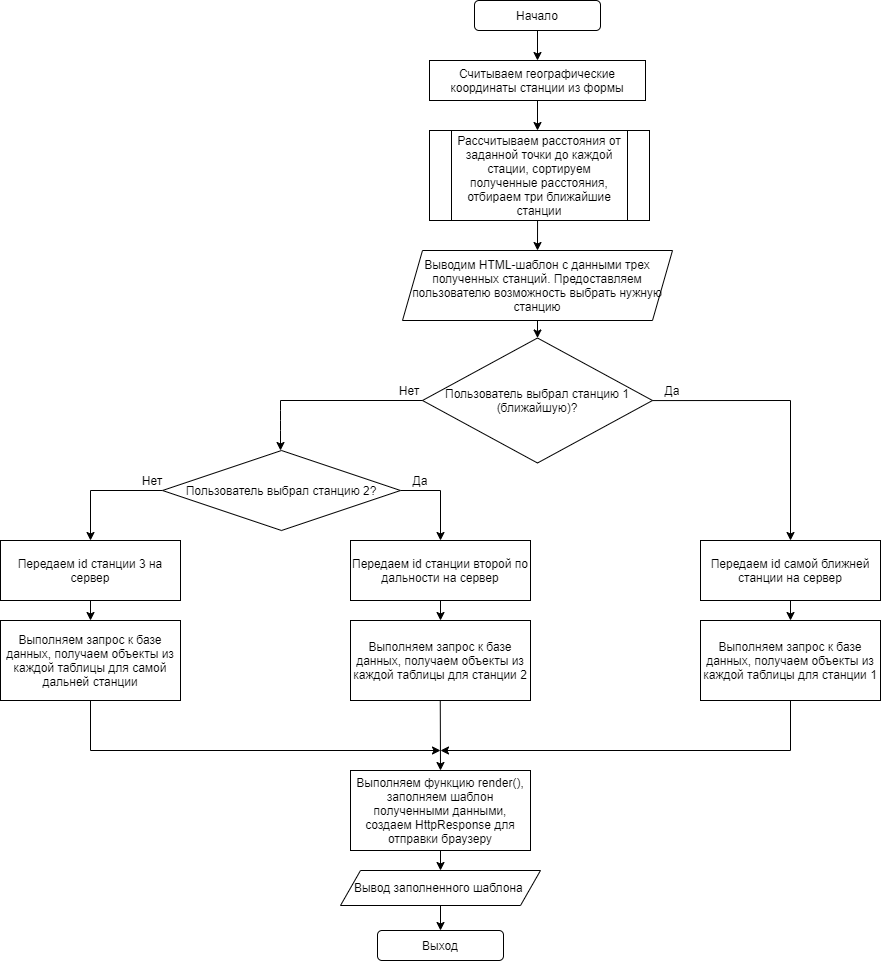 Начало
Считываем географические
координаты станции из формы
Рассчитываем расстояния от
заданной точки до каждой
стации, сортируем
полученные расстояния,
отбираем три ближайшие
станции
Выводим HTML-шаблон с данными трех
полученных станций. Предоставляем
пользователю возможность выбрать нужную
станцию
Нет
Пользователь выбрал станцию 1
(ближайшую)?
Да
Нет
Пользователь выбрал станцию 2?
Да
Передаем id станции 3 на
сервер
Передаем id станции второй по
дальности на сервер
Передаем id самой ближней
станции на сервер
Выполняем запрос к базе
данных, получаем объекты из
каждой таблицы для самой
дальней станции
Выполняем запрос к базе
данных, получаем объекты из
каждой таблицы для станции 2
Выполняем запрос к базе
данных, получаем объекты из
каждой таблицы для станции 1
Выполняем функцию render(),
заполняем шаблон
полученными данными,
создаем HttpResponse для
отправки браузеру
Вывод заполненного шаблона
Выход